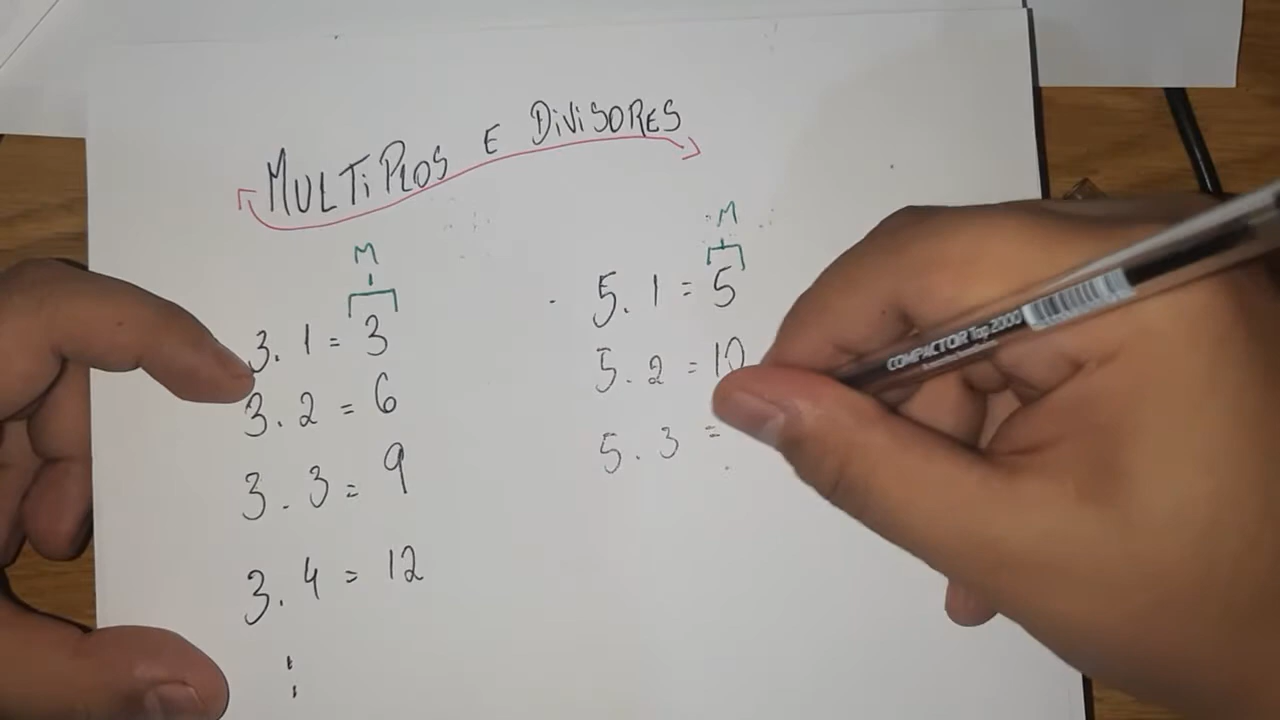 MULTIPLOS E DIVISORES
M
3. 1 = 3
3. 2 = 6
3. 3 = 9
3. 4 = 12
M
5. 1 = 5
5. 2 = 10
5. 3 =
COMPACTOR Top 2000